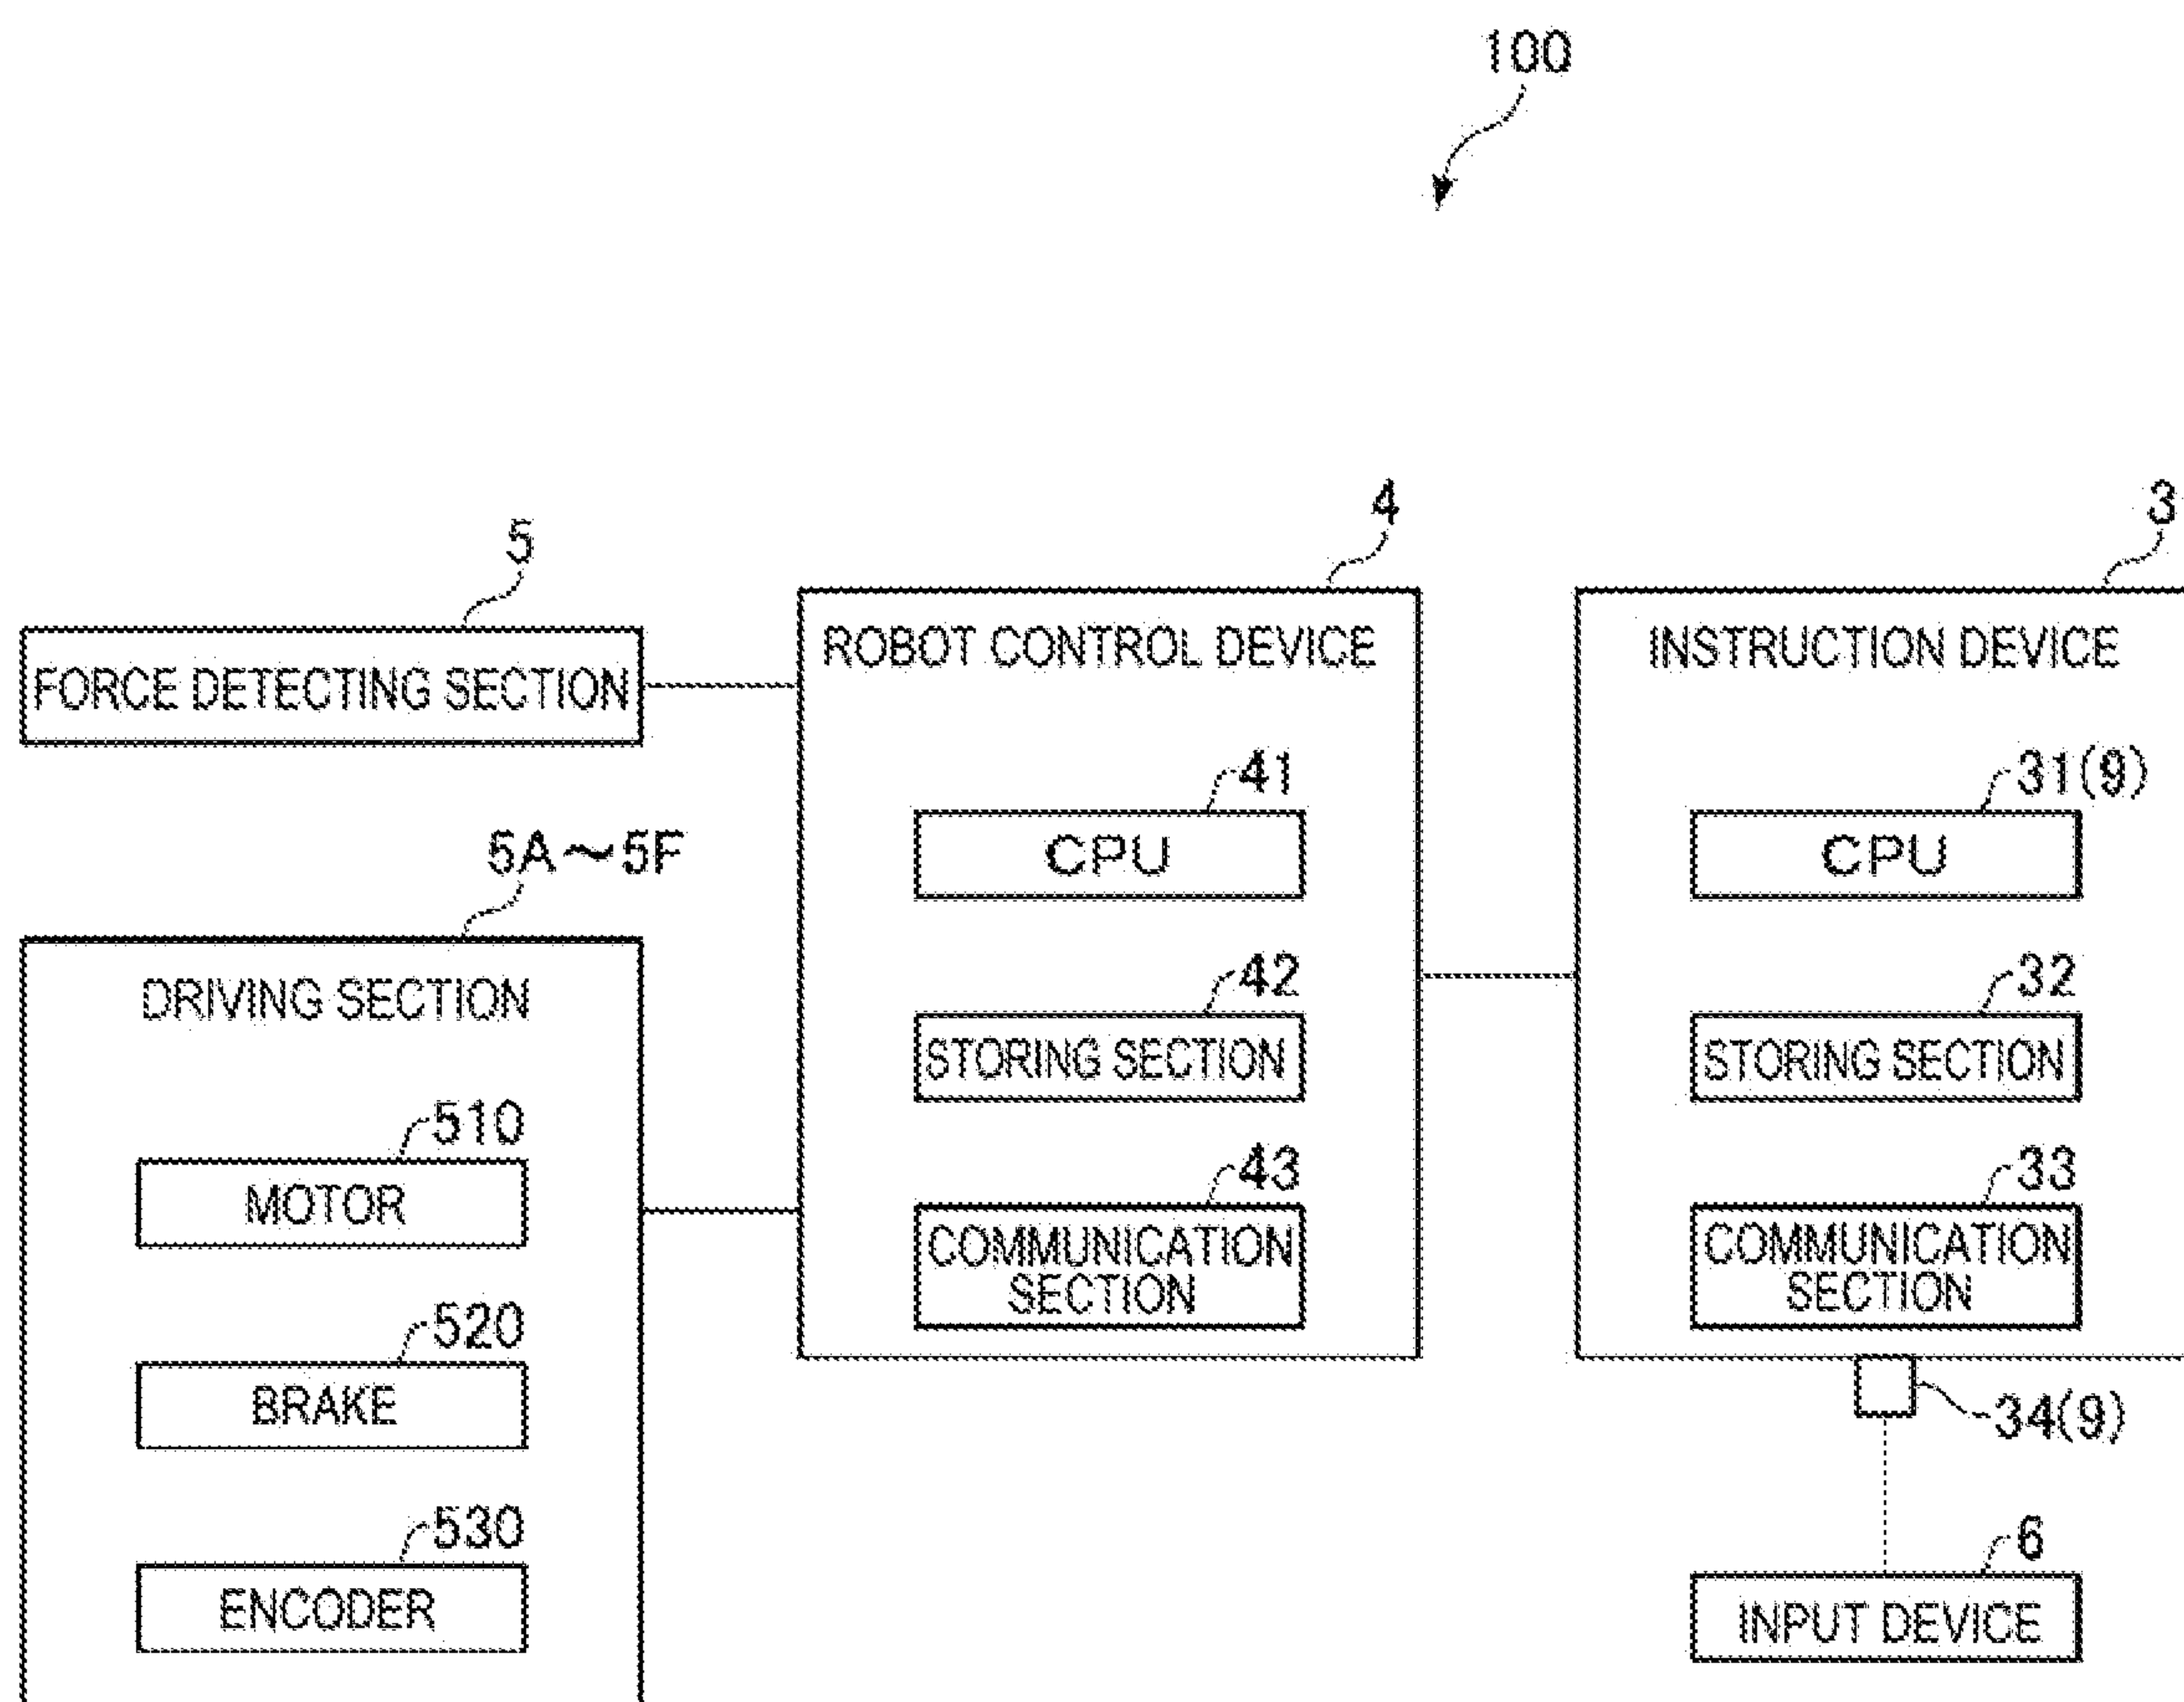 100
5
FORCE DETECTING SECTION
5A～5F
DRIVING SECTION
510
MOTOR
520
BRAKE
530
ENCODER
4
ROBOT CONTROL DEVICE
41
CPU
42
STORING SECTION
43
COMMUNICATION
SECTION
3
INSTRUCTION DEVICE
31(9)
CPU
32
STORING SECTION
33
COMMUNICATION
SECTION
34(9)
6
INPUT DEVICE